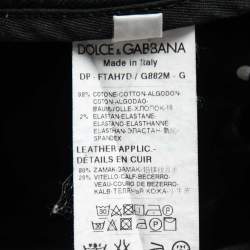 DOLCE & GABBANA
Made in Italy
DP - FTAH7D / G882M - G
98% COTONE-COTTON-ALGODON
COTON-ALGODAO
BAUMWOLLE-ХЛОПОК-棉
2% ELASTAN-ELASTANE
ELASTAN-ELASTHANNE
ELASTHAN-ЭЛАСТАН
SPANDEX
LEATHER APPLIC.-
DÉTAILS EN CUIR
80% ZAMAK-ZAMAK-
20% VITELLO-CALF-BECERRO-
VEAU-COURO DE BEZERRO-
KALB-ТЕЛЯЧЬЯ КОЖА